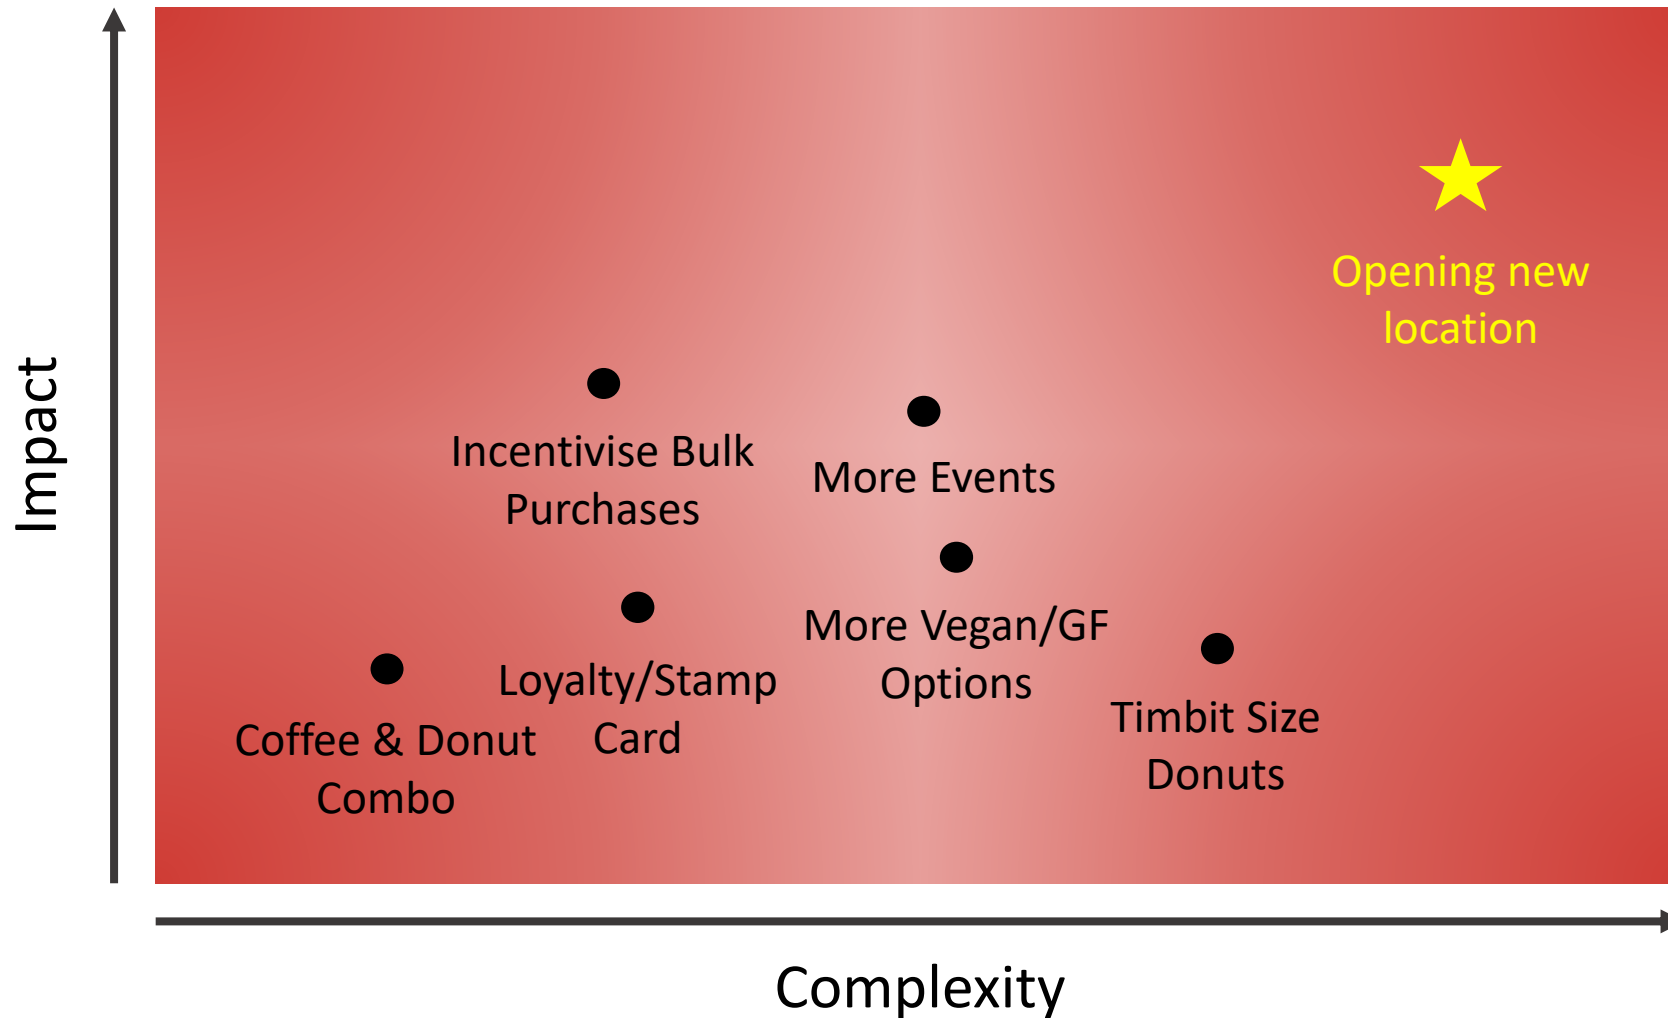 Impact
Opening new
location
Incentivise Bulk
Purchases
More Events
More Vegan/GF
Options
Loyalty/Stamp
Card
Coffee & Donut
Combo
Timbit Size
Donuts
Complexity